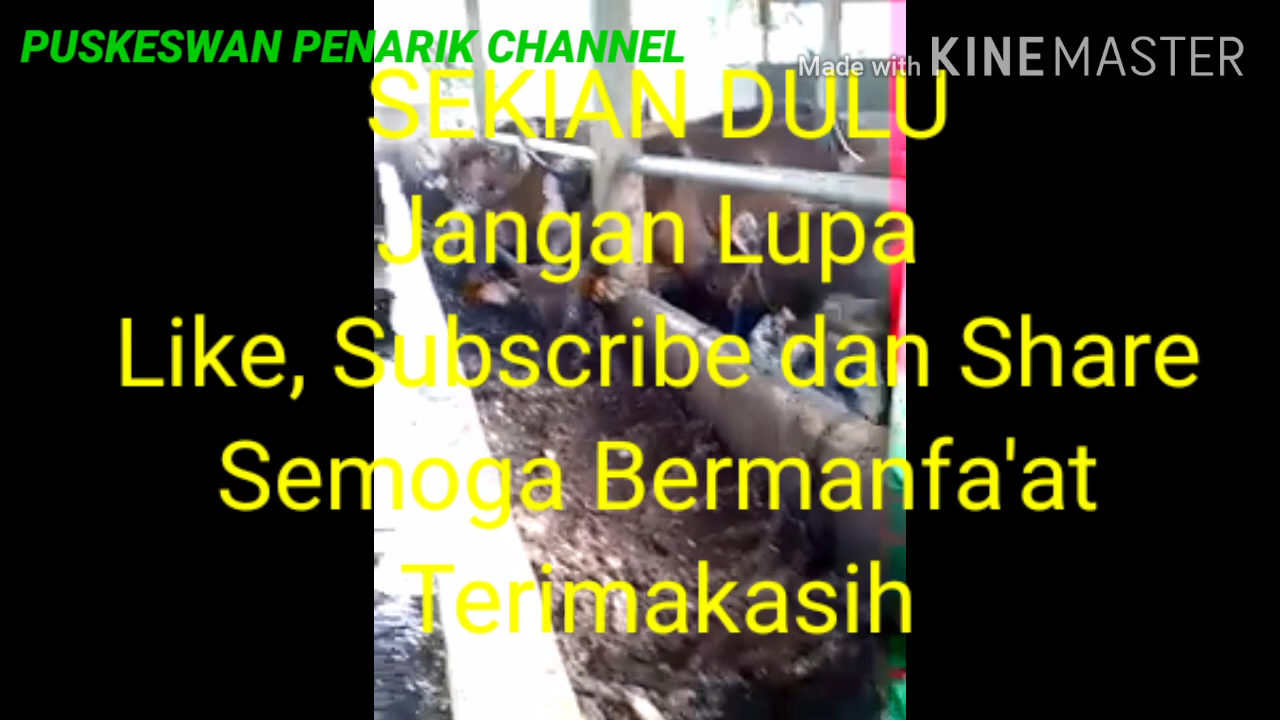 PUSKESWAN PENARIK CHANNEL
Made with KINEMASTER
SEKIAN DULU
Jangan Lupa
Like, Subscribe dan Share
Semoga Bermanfa'at
Terimakasih